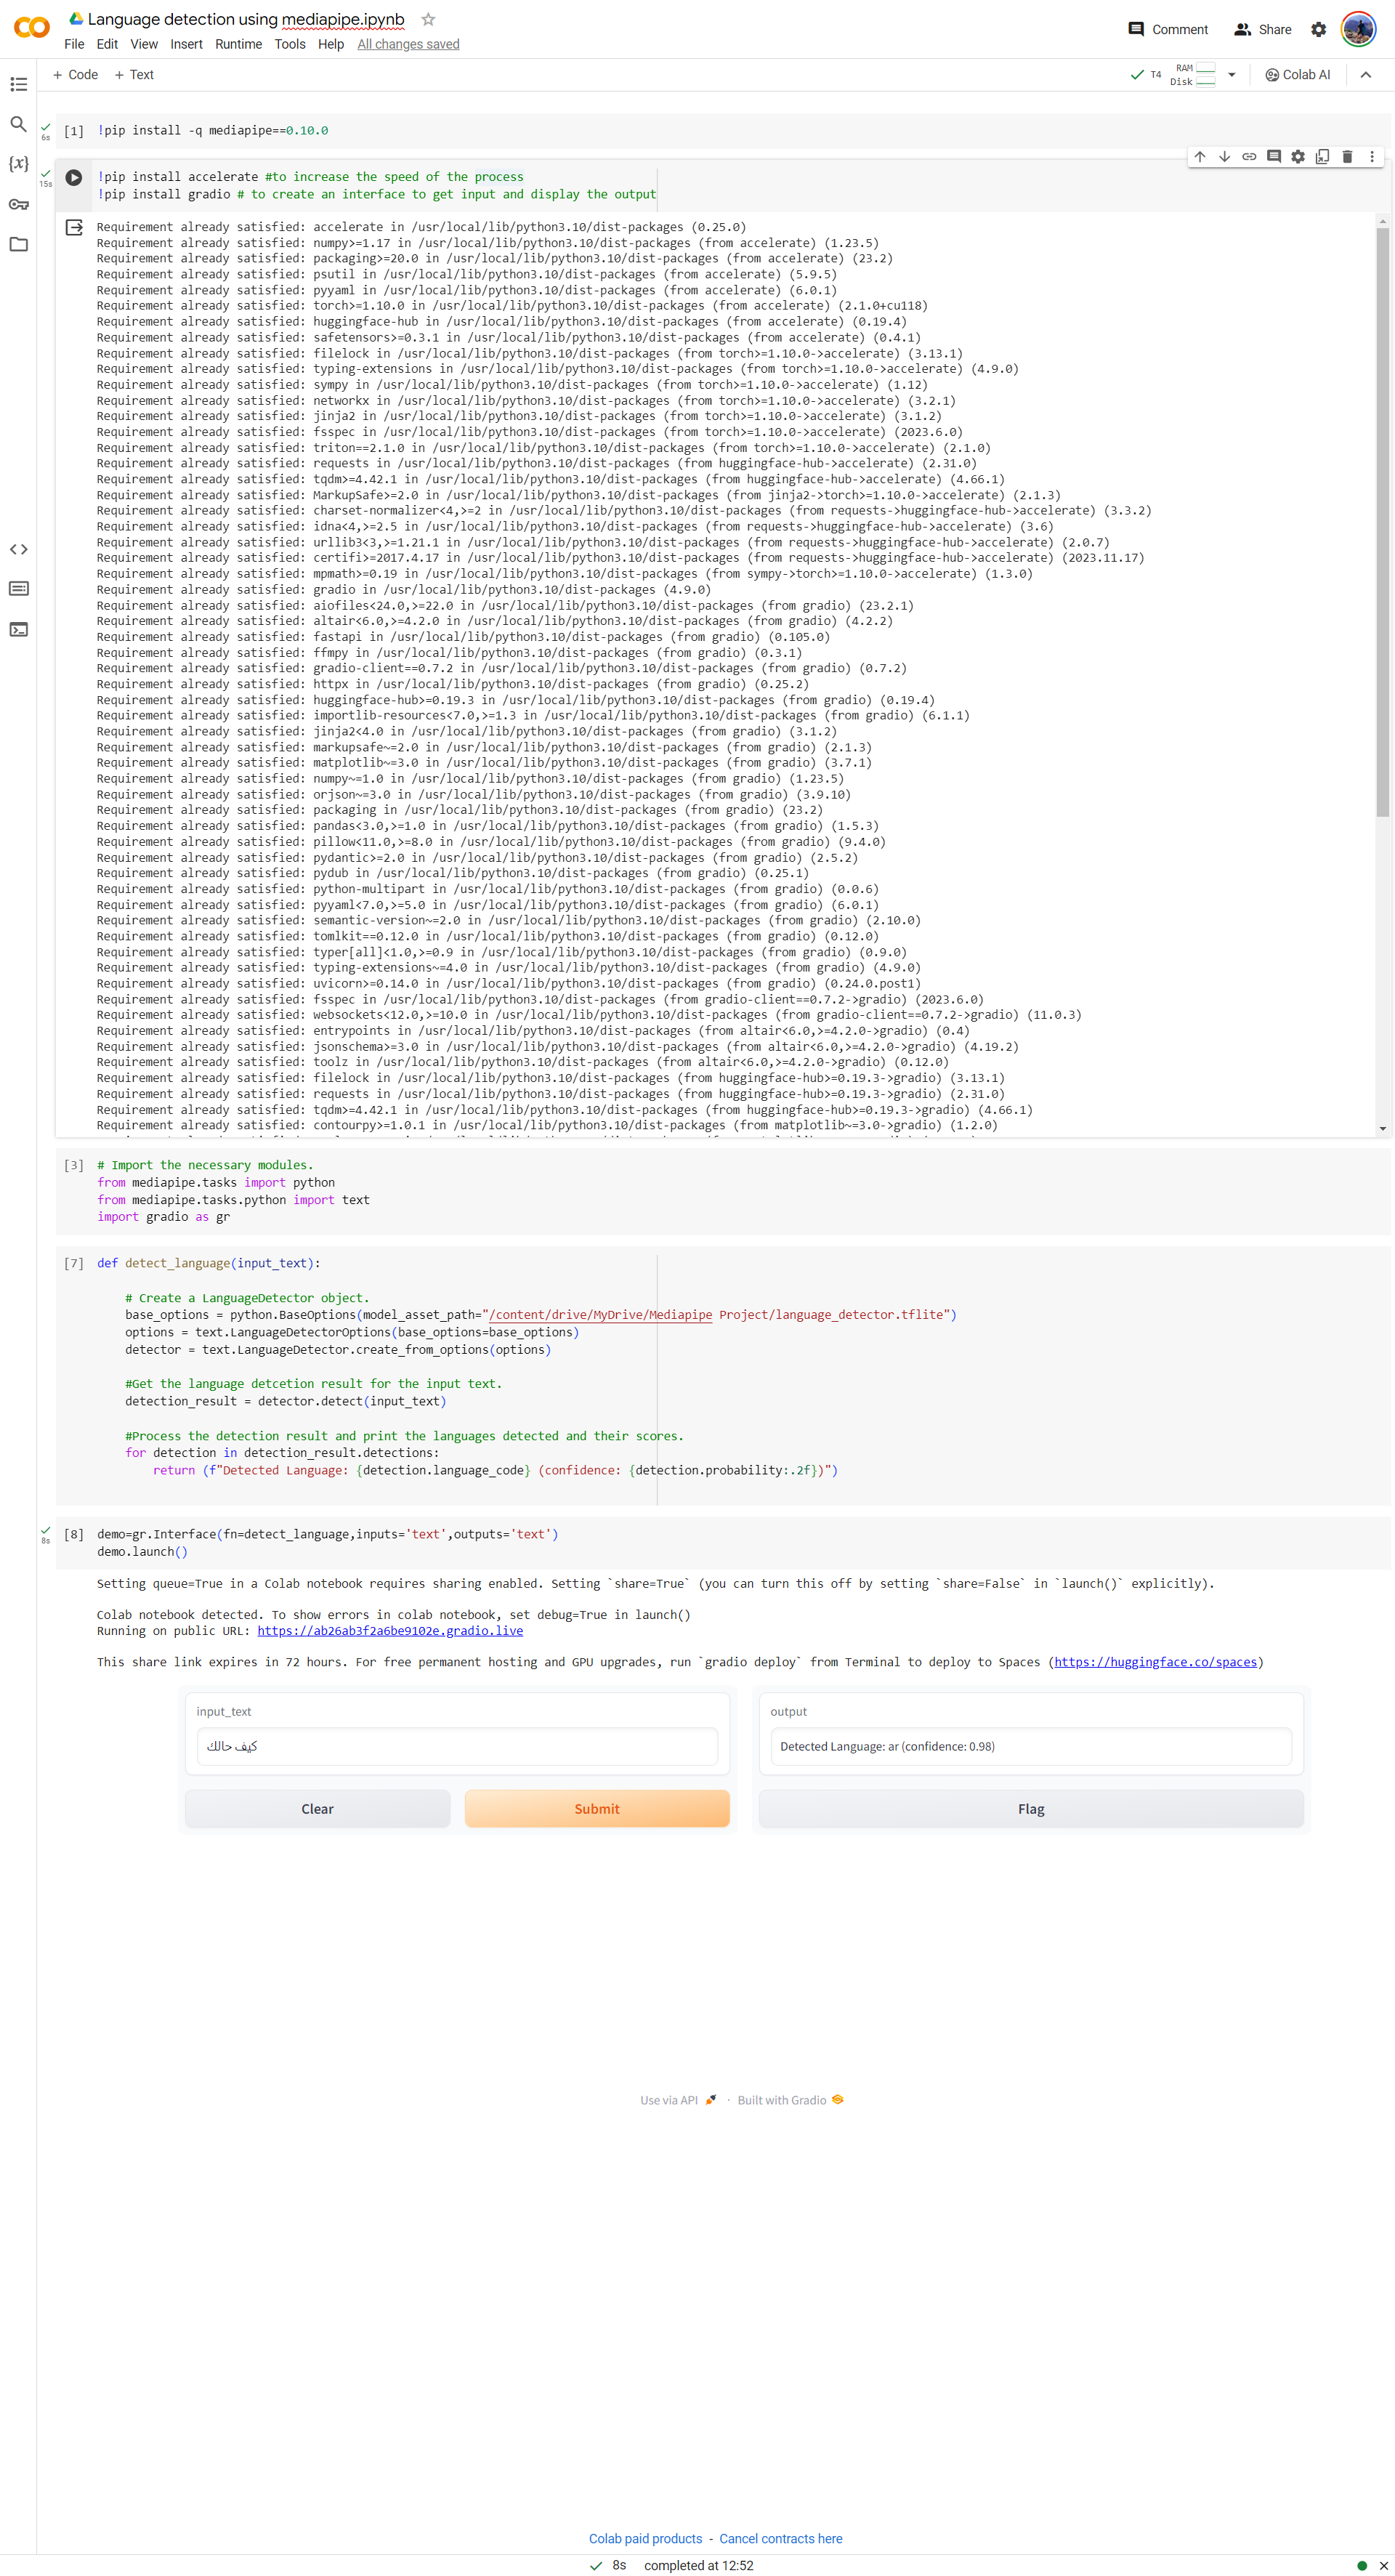 Language detection using mediapipe.ipynb
File Edit View Insert Runtime Tools Help All changes saved
Comment Share
+ Code + Text
T4 RAM Disk Colab AI
6s
[1] !pip install -q mediapipe==0.10.0
15s
!pip install accelerate #to increase the speed of the process
!pip install gradio # to create an interface to get input and display the output
Requirement already satisfied: accelerate in /usr/local/lib/python3.10/dist-packages (0.25.0)
Requirement already satisfied: numpy>=1.17 in /usr/local/lib/python3.10/dist-packages (from accelerate) (1.23.5)
Requirement already satisfied: packaging>=20.0 in /usr/local/lib/python3.10/dist-packages (from accelerate) (23.2)
Requirement already satisfied: psutil in /usr/local/lib/python3.10/dist-packages (from accelerate) (5.9.5)
Requirement already satisfied: pyyaml in /usr/local/lib/python3.10/dist-packages (from accelerate) (6.0.1)
Requirement already satisfied: torch>=1.10.0 in /usr/local/lib/python3.10/dist-packages (from accelerate) (2.1.0+cu118)
Requirement already satisfied: huggingface-hub in /usr/local/lib/python3.10/dist-packages (from accelerate) (0.19.4)
Requirement already satisfied: safetensors>=0.3.1 in /usr/local/lib/python3.10/dist-packages (from accelerate) (0.4.1)
Requirement already satisfied: filelock in /usr/local/lib/python3.10/dist-packages (from torch>=1.10.0->accelerate) (3.13.1)
Requirement already satisfied: typing-extensions in /usr/local/lib/python3.10/dist-packages (from torch>=1.10.0->accelerate) (4.9.0)
Requirement already satisfied: sympy in /usr/local/lib/python3.10/dist-packages (from torch>=1.10.0->accelerate) (1.12)
Requirement already satisfied: networkx in /usr/local/lib/python3.10/dist-packages (from torch>=1.10.0->accelerate) (3.2.1)
Requirement already satisfied: jinja2 in /usr/local/lib/python3.10/dist-packages (from torch>=1.10.0->accelerate) (3.1.2)
Requirement already satisfied: fsspec in /usr/local/lib/python3.10/dist-packages (from torch>=1.10.0->accelerate) (2023.6.0)
Requirement already satisfied: triton==2.1.0 in /usr/local/lib/python3.10/dist-packages (from torch>=1.10.0->accelerate) (2.1.0)
Requirement already satisfied: requests in /usr/local/lib/python3.10/dist-packages (from huggingface-hub->accelerate) (2.31.0)
Requirement already satisfied: tqdm>=4.42.1 in /usr/local/lib/python3.10/dist-packages (from huggingface-hub->accelerate) (4.66.1)
Requirement already satisfied: MarkupSafe>=2.0 in /usr/local/lib/python3.10/dist-packages (from jinja2->torch>=1.10.0->accelerate) (2.1.3)
Requirement already satisfied: charset-normalizer<4,>=2 in /usr/local/lib/python3.10/dist-packages (from requests->huggingface-hub->accelerate) (3.3.2)
Requirement already satisfied: idna<4,>=2.5 in /usr/local/lib/python3.10/dist-packages (from requests->huggingface-hub->accelerate) (3.6)
Requirement already satisfied: urllib3<3,>=1.21.1 in /usr/local/lib/python3.10/dist-packages (from requests->huggingface-hub->accelerate) (2.0.7)
Requirement already satisfied: certifi>=2017.4.17 in /usr/local/lib/python3.10/dist-packages (from requests->huggingface-hub->accelerate) (2023.11.17)
Requirement already satisfied: mpmath>=0.19 in /usr/local/lib/python3.10/dist-packages (from sympy->torch>=1.10.0->accelerate) (1.3.0)
Requirement already satisfied: gradio in /usr/local/lib/python3.10/dist-packages (4.9.0)
Requirement already satisfied: aiofiles<24.0,>=22.0 in /usr/local/lib/python3.10/dist-packages (from gradio) (23.2.1)
Requirement already satisfied: altair<6.0,>=4.2.0 in /usr/local/lib/python3.10/dist-packages (from gradio) (4.2.2)
Requirement already satisfied: fastapi in /usr/local/lib/python3.10/dist-packages (from gradio) (0.105.0)
Requirement already satisfied: ffmpy in /usr/local/lib/python3.10/dist-packages (from gradio) (0.3.1)
Requirement already satisfied: gradio-client==0.7.2 in /usr/local/lib/python3.10/dist-packages (from gradio) (0.7.2)
Requirement already satisfied: httpx in /usr/local/lib/python3.10/dist-packages (from gradio) (0.25.2)
Requirement already satisfied: huggingface-hub>=0.19.3 in /usr/local/lib/python3.10/dist-packages (from gradio) (0.19.4)
Requirement already satisfied: importlib-resources<7.0,>=1.3 in /usr/local/lib/python3.10/dist-packages (from gradio) (6.1.1)
Requirement already satisfied: jinja2<4.0 in /usr/local/lib/python3.10/dist-packages (from gradio) (3.1.2)
Requirement already satisfied: markupsafe~=2.0 in /usr/local/lib/python3.10/dist-packages (from gradio) (2.1.3)
Requirement already satisfied: matplotlib~=3.0 in /usr/local/lib/python3.10/dist-packages (from gradio) (3.7.1)
Requirement already satisfied: numpy~=1.0 in /usr/local/lib/python3.10/dist-packages (from gradio) (1.23.5)
Requirement already satisfied: orjson~=3.0 in /usr/local/lib/python3.10/dist-packages (from gradio) (3.9.10)
Requirement already satisfied: packaging in /usr/local/lib/python3.10/dist-packages (from gradio) (23.2)
Requirement already satisfied: pandas<3.0,>=1.0 in /usr/local/lib/python3.10/dist-packages (from gradio) (1.5.3)
Requirement already satisfied: pillow<11.0,>=8.0 in /usr/local/lib/python3.10/dist-packages (from gradio) (9.4.0)
Requirement already satisfied: pydantic>=2.0 in /usr/local/lib/python3.10/dist-packages (from gradio) (2.5.2)
Requirement already satisfied: pydub in /usr/local/lib/python3.10/dist-packages (from gradio) (0.25.1)
Requirement already satisfied: python-multipart in /usr/local/lib/python3.10/dist-packages (from gradio) (0.0.6)
Requirement already satisfied: pyyaml<7.0,>=5.0 in /usr/local/lib/python3.10/dist-packages (from gradio) (6.0.1)
Requirement already satisfied: semantic-version~=2.0 in /usr/local/lib/python3.10/dist-packages (from gradio) (2.10.0)
Requirement already satisfied: tomlkit==0.12.0 in /usr/local/lib/python3.10/dist-packages (from gradio) (0.12.0)
Requirement already satisfied: typer[all]<1.0,>=0.9 in /usr/local/lib/python3.10/dist-packages (from gradio) (0.9.0)
Requirement already satisfied: typing-extensions~=4.0 in /usr/local/lib/python3.10/dist-packages (from gradio) (4.9.0)
Requirement already satisfied: uvicorn>=0.14.0 in /usr/local/lib/python3.10/dist-packages (from gradio) (0.24.0.post1)
Requirement already satisfied: fsspec in /usr/local/lib/python3.10/dist-packages (from gradio-client==0.7.2->gradio) (2023.6.0)
Requirement already satisfied: websockets<12.0,>=10.0 in /usr/local/lib/python3.10/dist-packages (from gradio-client==0.7.2->gradio) (11.0.3)
Requirement already satisfied: entrypoints in /usr/local/lib/python3.10/dist-packages (from altair<6.0,>=4.2.0->gradio) (0.4)
Requirement already satisfied: jsonschema>=3.0 in /usr/local/lib/python3.10/dist-packages (from altair<6.0,>=4.2.0->gradio) (4.19.2)
Requirement already satisfied: toolz in /usr/local/lib/python3.10/dist-packages (from altair<6.0,>=4.2.0->gradio) (0.12.0)
Requirement already satisfied: filelock in /usr/local/lib/python3.10/dist-packages (from huggingface-hub>=0.19.3->gradio) (3.13.1)
Requirement already satisfied: requests in /usr/local/lib/python3.10/dist-packages (from huggingface-hub>=0.19.3->gradio) (2.31.0)
Requirement already satisfied: tqdm>=4.42.1 in /usr/local/lib/python3.10/dist-packages (from huggingface-hub>=0.19.3->gradio) (4.66.1)
Requirement already satisfied: contourpy>=1.0.1 in /usr/local/lib/python3.10/dist-packages (from matplotlib~=3.0->gradio) (1.2.0)
[3] # Import the necessary modules.
from mediapipe.tasks import python
from mediapipe.tasks.python import text
import gradio as gr
[7] def detect_language(input_text):
# Create a LanguageDetector object.
base_options = python.BaseOptions(model_asset_path="/content/drive/MyDrive/Mediapipe Project/language_detector.tflite")
options = text.LanguageDetectorOptions(base_options=base_options)
detector = text.LanguageDetector.create_from_options(options)
#Get the language detcetion result for the input text.
detection_result = detector.detect(input_text)
#Process the detection result and print the languages detected and their scores.
for detection in detection_result.detections:
return (f"Detected Language: {detection.language_code} (confidence: {detection.probability:.2f})")
8s
[8] demo=gr.Interface(fn=detect_language,inputs='text',outputs='text')
demo.launch()
Setting queue=True in a Colab notebook requires sharing enabled. Setting `share=True` (you can turn this off by setting `share=False` in `launch()` explicitly).
Colab notebook detected. To show errors in colab notebook, set debug=True in launch()
Running on public URL: https://ab26ab3f2a6be9102e.gradio.live
This share link expires in 72 hours. For free permanent hosting and GPU upgrades, run `gradio deploy` from Terminal to deploy to Spaces (https://huggingface.co/spaces)
input_text
كيف حالك
output
Detected Language: ar (confidence: 0.98)
Clear Submit Flag
Use via API · Built with Gradio
Colab paid products - Cancel contracts here
8s completed at 12:52